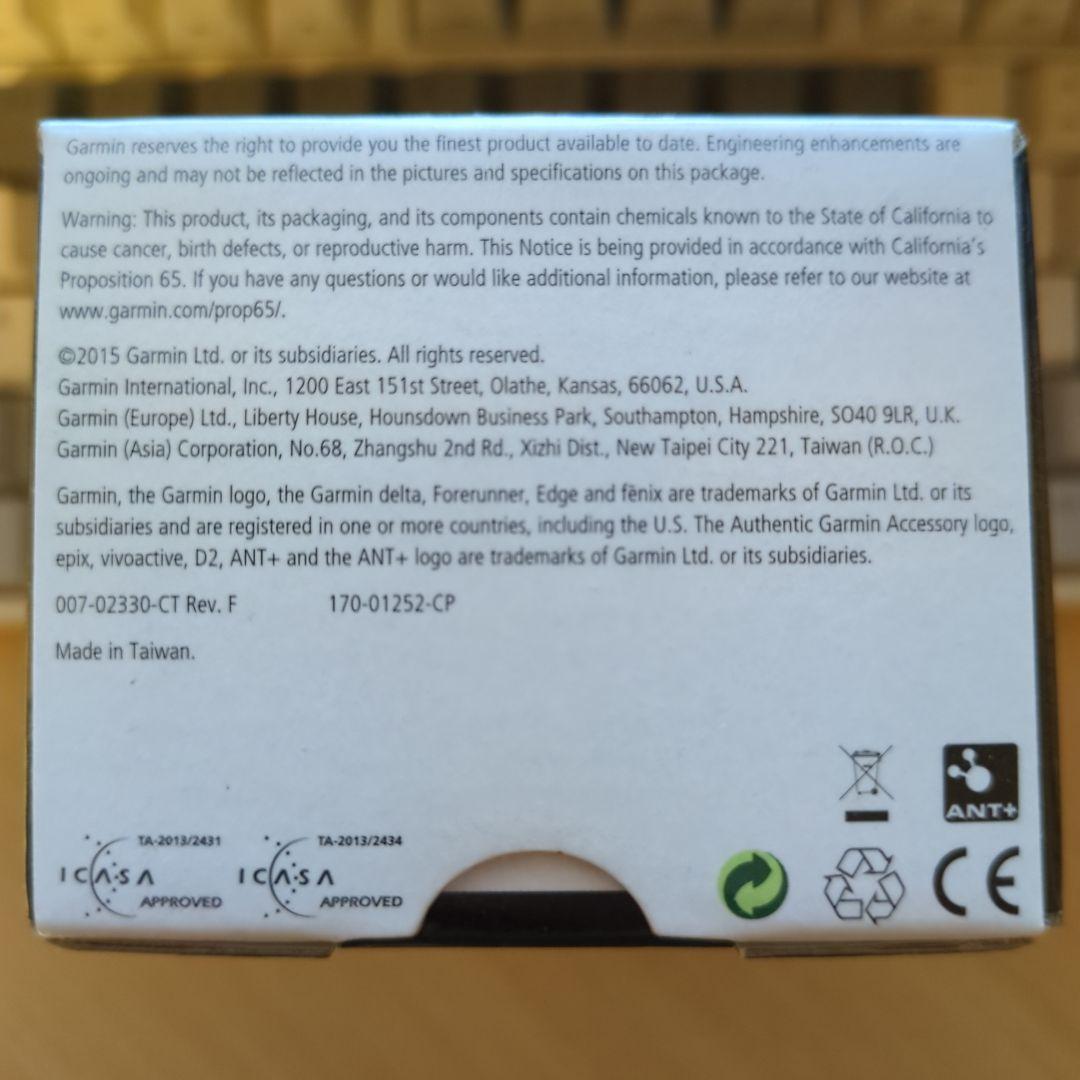 Garmin reserves the right to provide you the finest product available to date. Engineering enhancements are
ongoing and may not be reflected in the pictures and specifications on this package.
Warning: This product, its packaging, and its components contain chemicals known to the State of California to
cause cancer, birth defects, or reproductive harm. This Notice is being provided in accordance with California's
Proposition 65. If you have any questions or would like additional information, please refer to our website at
www.garmin.com/prop65/.
©2015 Garmin Ltd. or its subsidiaries. All rights reserved.
Garmin International, Inc., 1200 East 151st Street, Olathe, Kansas, 66062, U.S.A.
Garmin (Europe) Ltd., Liberty House, Hounsdown Business Park, Southampton, Hampshire, SO40 9LR, U.K.
Garmin (Asia) Corporation, No.68, Zhangshu 2nd Rd., Xizhi Dist., New Taipei City 221, Taiwan (R.O.C.)
Garmin, the Garmin logo, the Garmin delta, Forerunner, Edge and fēnix are trademarks of Garmin Ltd. or its
subsidiaries and are registered in one or more countries, including the U.S. The Authentic Garmin Accessory logo,
epix, vivoactive, D2, ANT+ and the ANT+ logo are trademarks of Garmin Ltd. or its subsidiaries.
007-02330-CT Rev. F 170-01252-CP
Made in Taiwan.
ANT+
TA-2013/2431 TA-2013/2434
ICASA ICASA
APPROVED APPROVED
CE